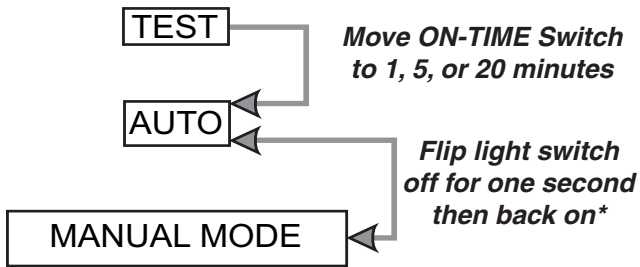 TEST
Move ON-TIME Switch
to 1, 5, or 20 minutes
AUTO
Flip light switch
off for one second
then back on*
MANUAL MODE